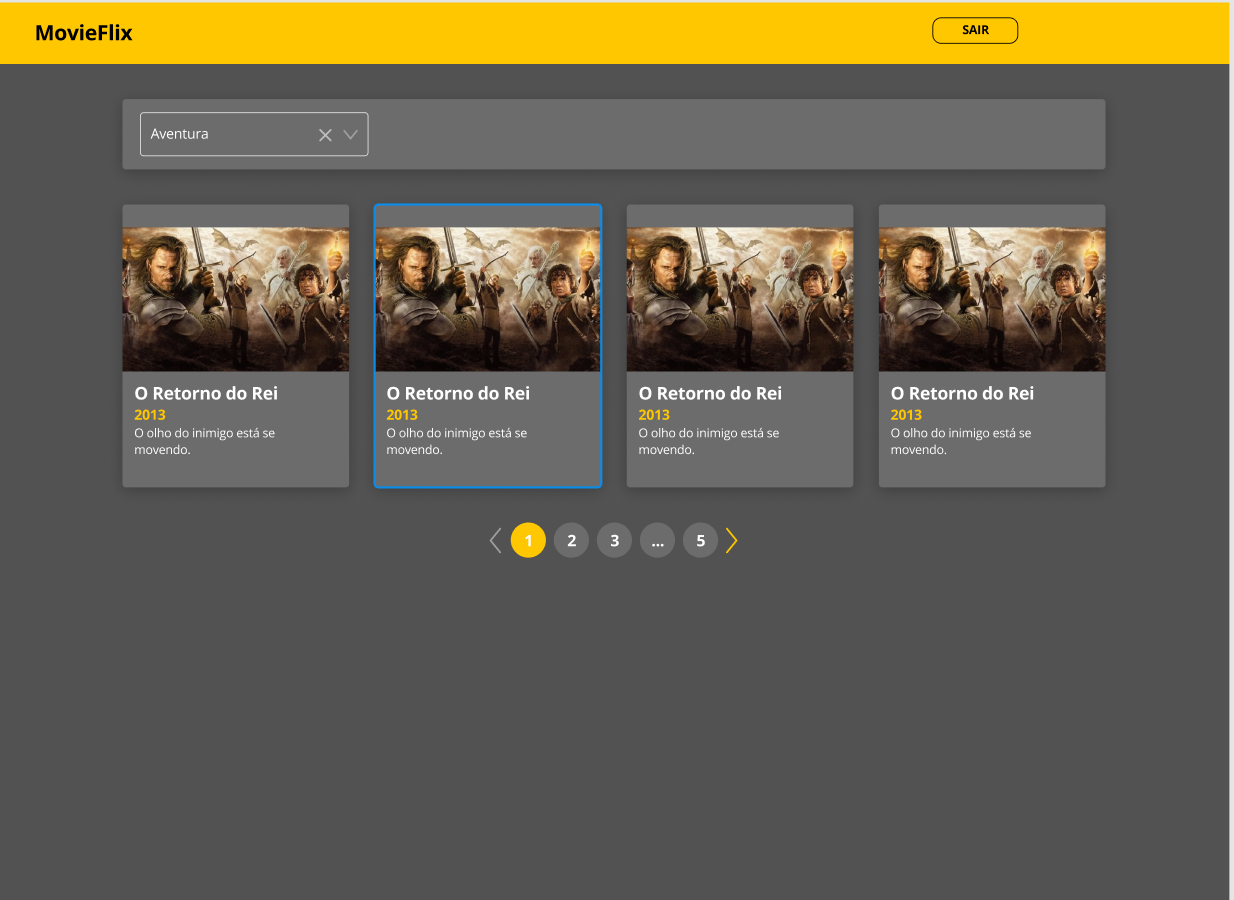 MovieFlix
SAIR
Aventura
O Retorno do Rei
2013
O olho do inimigo está se
movendo.
O Retorno do Rei
2013
O olho do inimigo está se
movendo.
O Retorno do Rei
2013
O olho do inimigo está se
movendo.
O Retorno do Rei
2013
O olho do inimigo está se
movendo.
1 2 3 ... 5